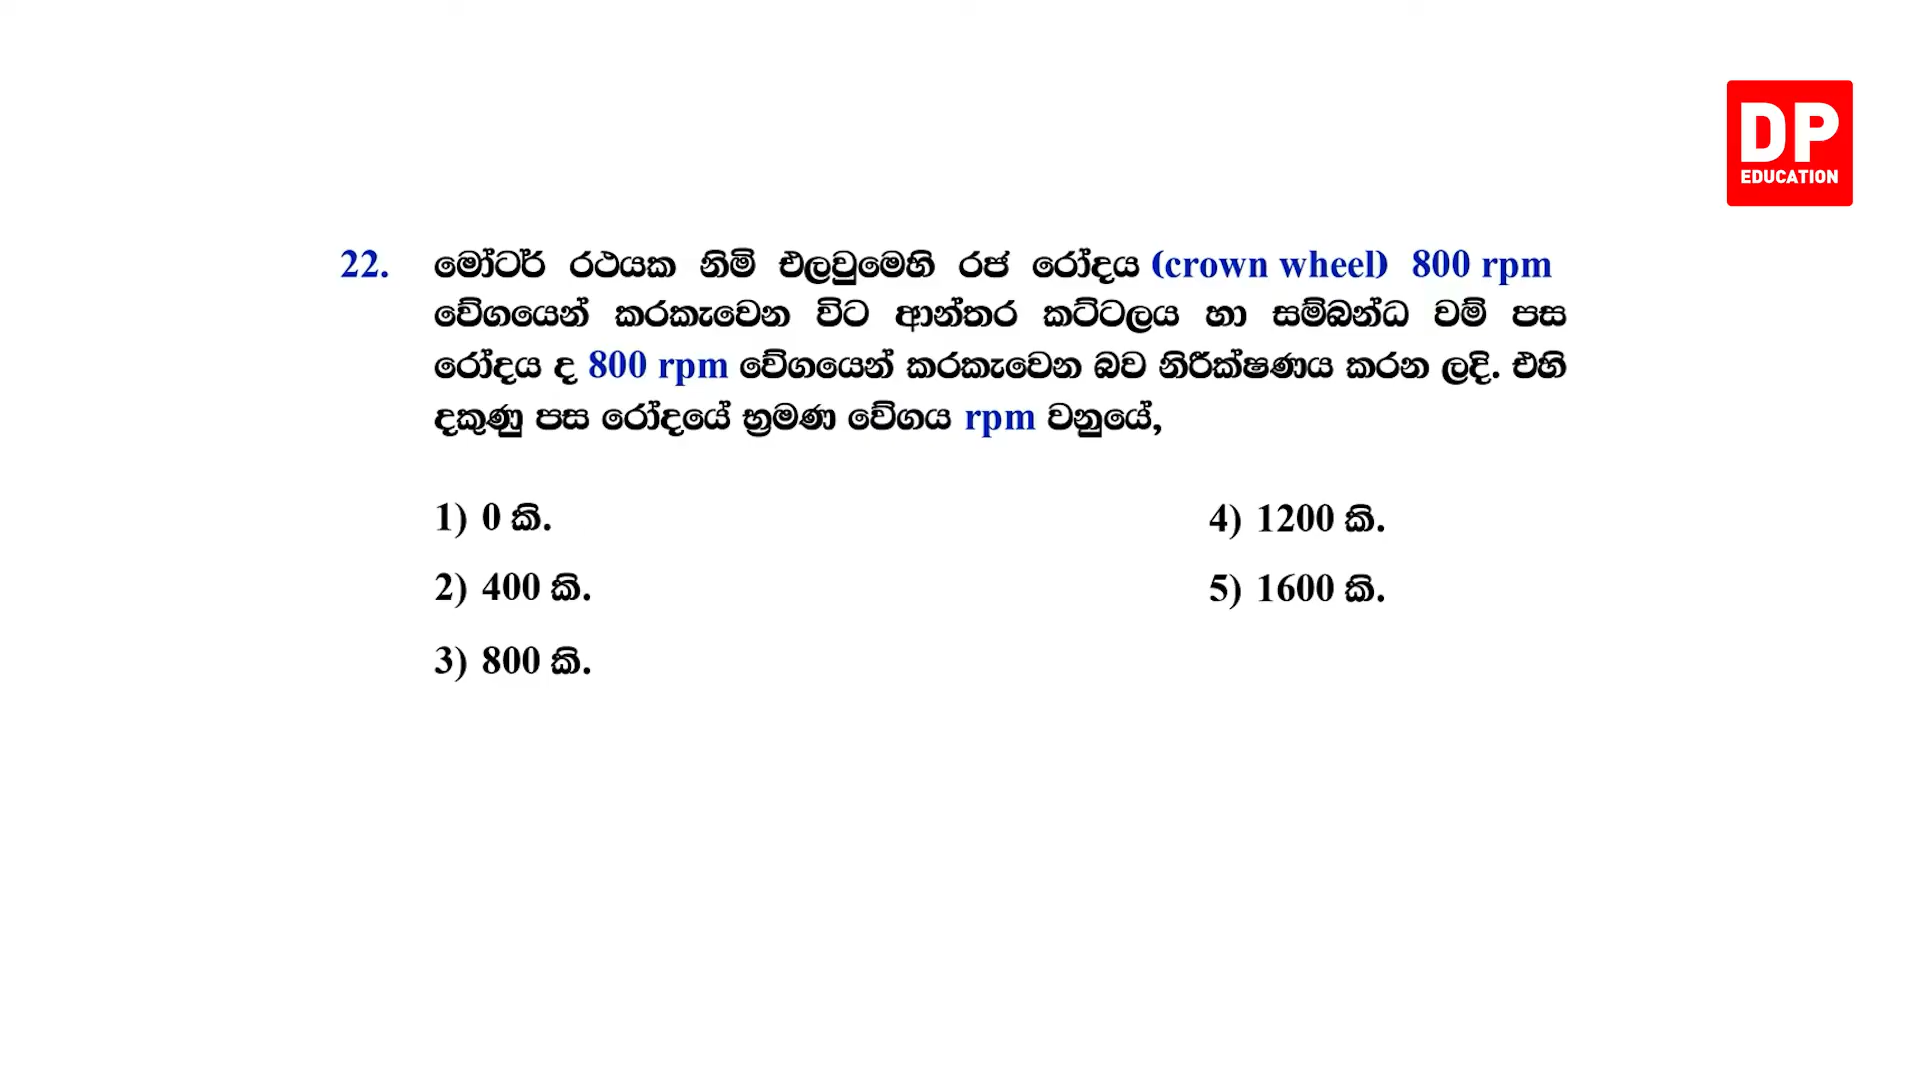 DP
EDUCATION
22. මෝටර් රථයක නිමි එලවුමෙහි රජ රෝදය (crown wheel) 800 rpm
වේගයෙන් කරකැවෙන විට ආන්තර කට්ටලය හා සම්බන්ධ වම් පස
රෝදය ද 800 rpm වේගයෙන් කරකැවෙන බව නිරීක්ෂණය කරන ලදි. එහි
දකුණු පස රෝදයේ භ්‍රමණ වේගය rpm වනුයේ,
1) 0 කි.
2) 400 කි.
3) 800 කි.
4) 1200 කි.
5) 1600 කි.